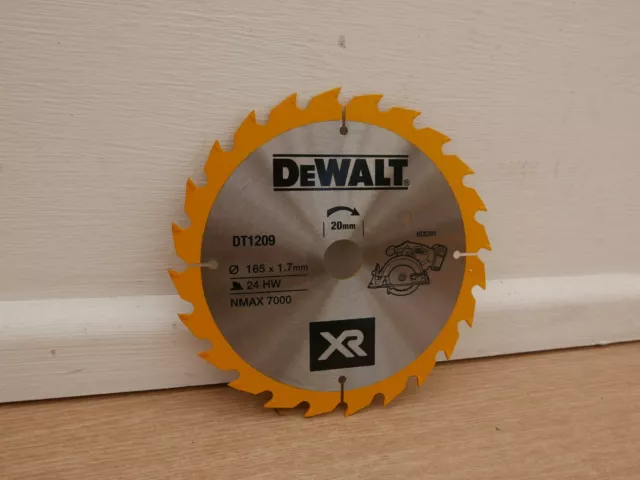 DEWALT®
20mm
DT1209
Ø 165 x 1.7mm
24 HW
NMAX 7000
XR